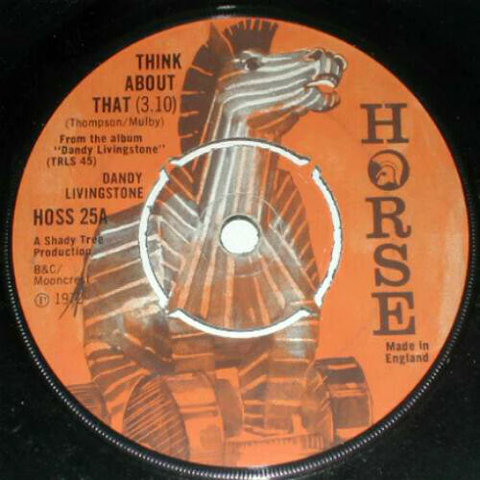 THINK
ABOUT
THAT (3.10)
(Thompson/Mulby)
From the album
"Dandy Livingstone"
(TRLS 45)
DANDY
LIVINGSTONE
HOSS 25A
A Shady Tree
Production
B&C/
Mooncrest
HORSE
Made In
England